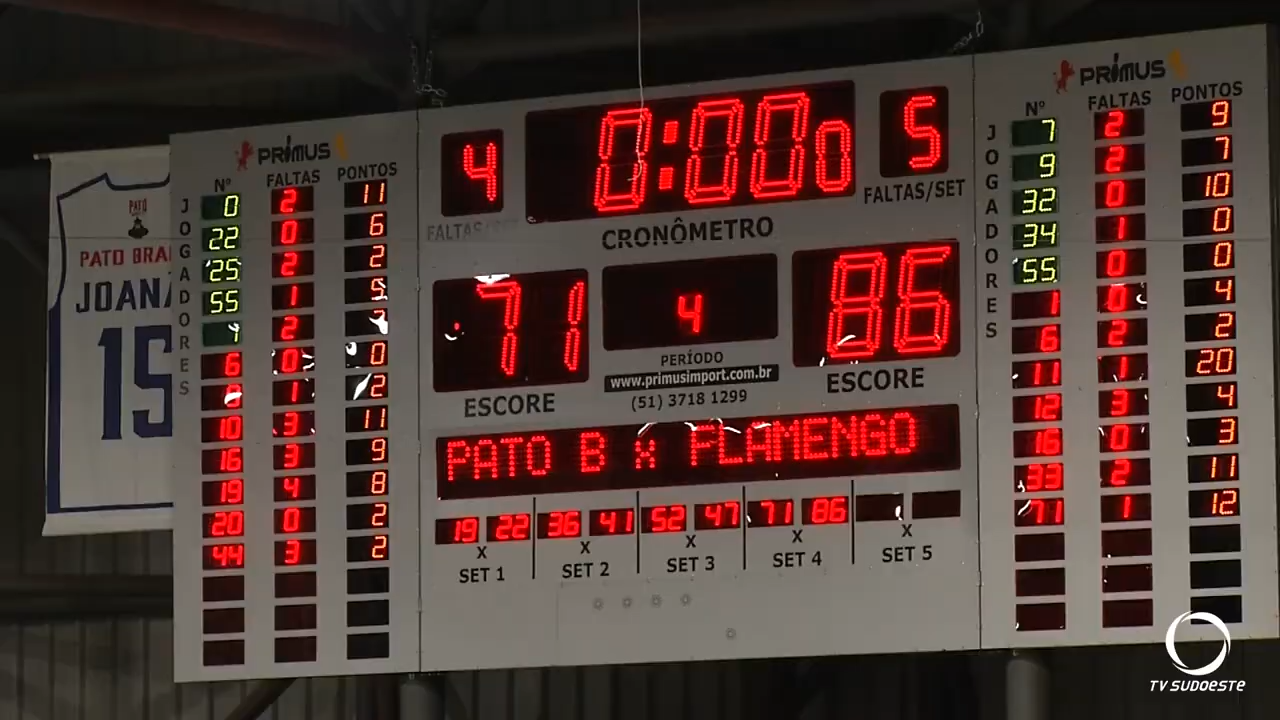 PRIMUS
Nº FALTAS PONTOS
JOGADORES
0 2 11
22 0 6
25 2 2
55 1 5
2
6 0 0
1 2
10 3 11
16 3 9
19 4 8
20 0 2
44 3 2
PATO
PATO BRA
JOANA
15
4
FALTAS/SET
0:000
CRONÔMETRO
5
FALTAS/SET
71
ESCORE
4
PERÍODO
www.primusimport.com.br
(51) 3718 1299
86
ESCORE
PATO B x FLAMENGO
19 22 36 41 52 47 71 86
X X X X X
SET 1 SET 2 SET 3 SET 4 SET 5
PRIMUS
Nº FALTAS PONTOS
JOGADORES
7 2 9
9 2 7
32 0 10
34 1 0
55 0 0
1 0 4
6 2 2
11 1 20
12 3 4
16 0 3
33 2 11
71 1 12
TV SUDOESTE